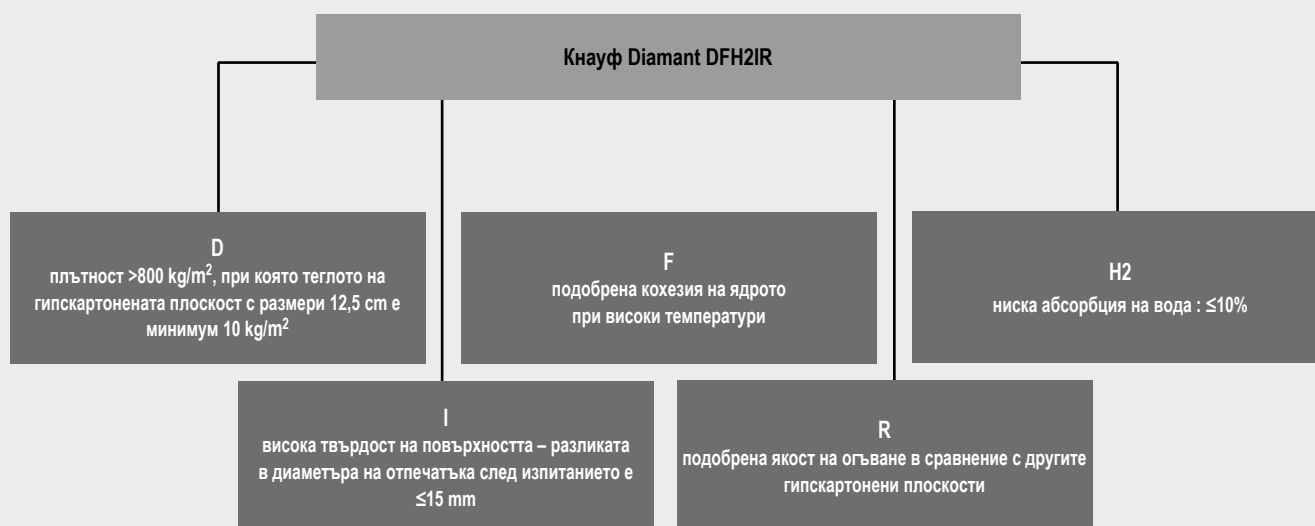 Кнауф Diamant DFH2IR
D
плътност >800 kg/m², при която теглото на
гипскартонената плоскост с размери 12,5 cm е
минимум 10 kg/m²
F
подобрена кохезия на ядрото
при високи температури
H2
ниска абсорбция на вода : ≤10%
I
висока твърдост на повърхността – разликата
в диаметъра на отпечатъка след изпитанието е
≤15 mm
R
подобрена якост на огъване в сравнение с другите
гипскартонени плоскости